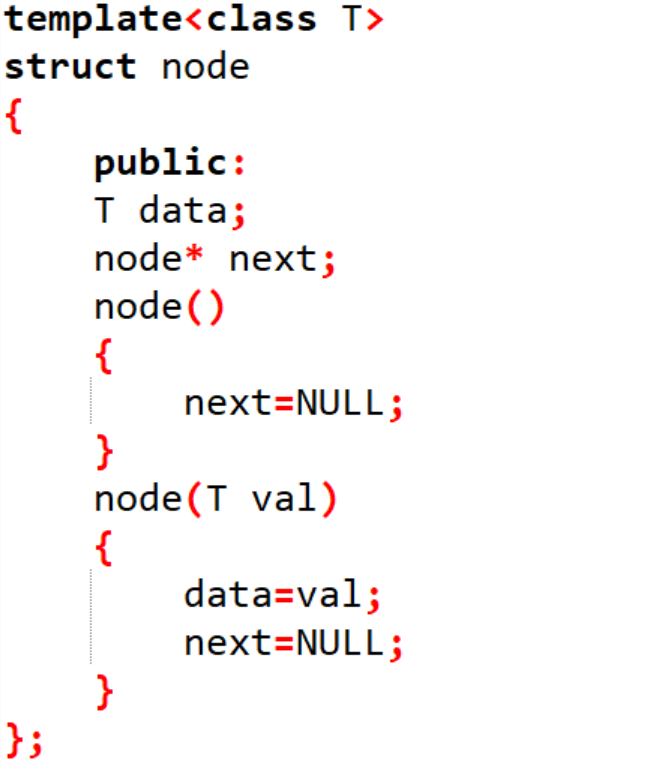 template<class T>
struct node
{
    public:
    T data;
    node* next;
    node()
    {
        next=NULL;
    }
    node(T val)
    {
        data=val;
        next=NULL;
    }
};